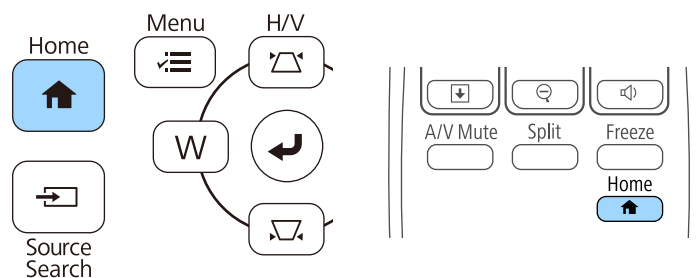 Menu
H/V
Home
W
Source
Search
A/V Mute
Split
Freeze
Home